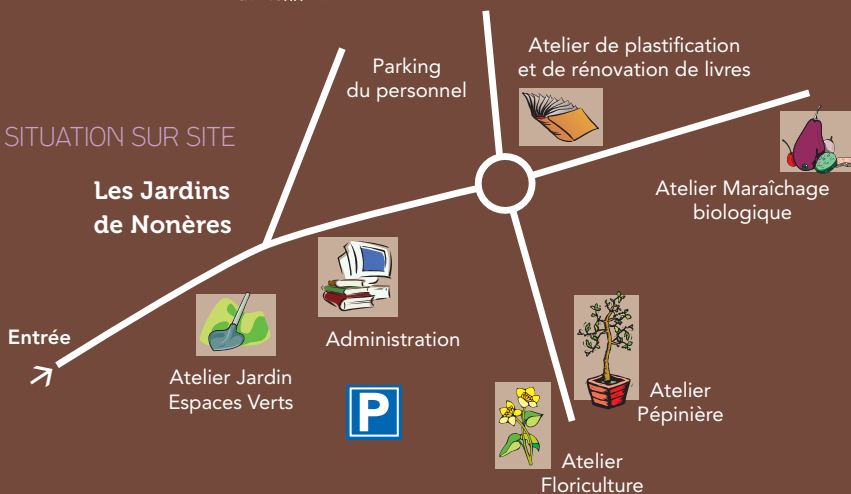 Parking
du personnel
Atelier de plastification
et de rénovation de livres
SITUATION SUR SITE
Les Jardins
de Nonères
Atelier Maraîchage
biologique
Entrée
Administration
Atelier Jardin
Espaces Verts
P
Atelier
Pépinière
Atelier
Floriculture